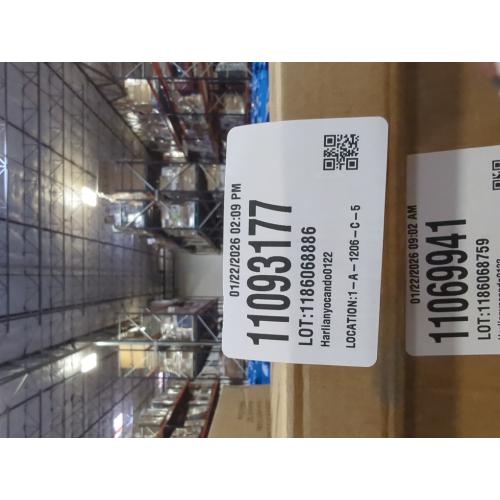 01/22/2026 02:09 PM
11093177
LOT:1186068886
Harlianyocando0122
LOCATION:1-A-1206-C-5
01/22/2026 09:02 AM
11069941
LOT:1186068759